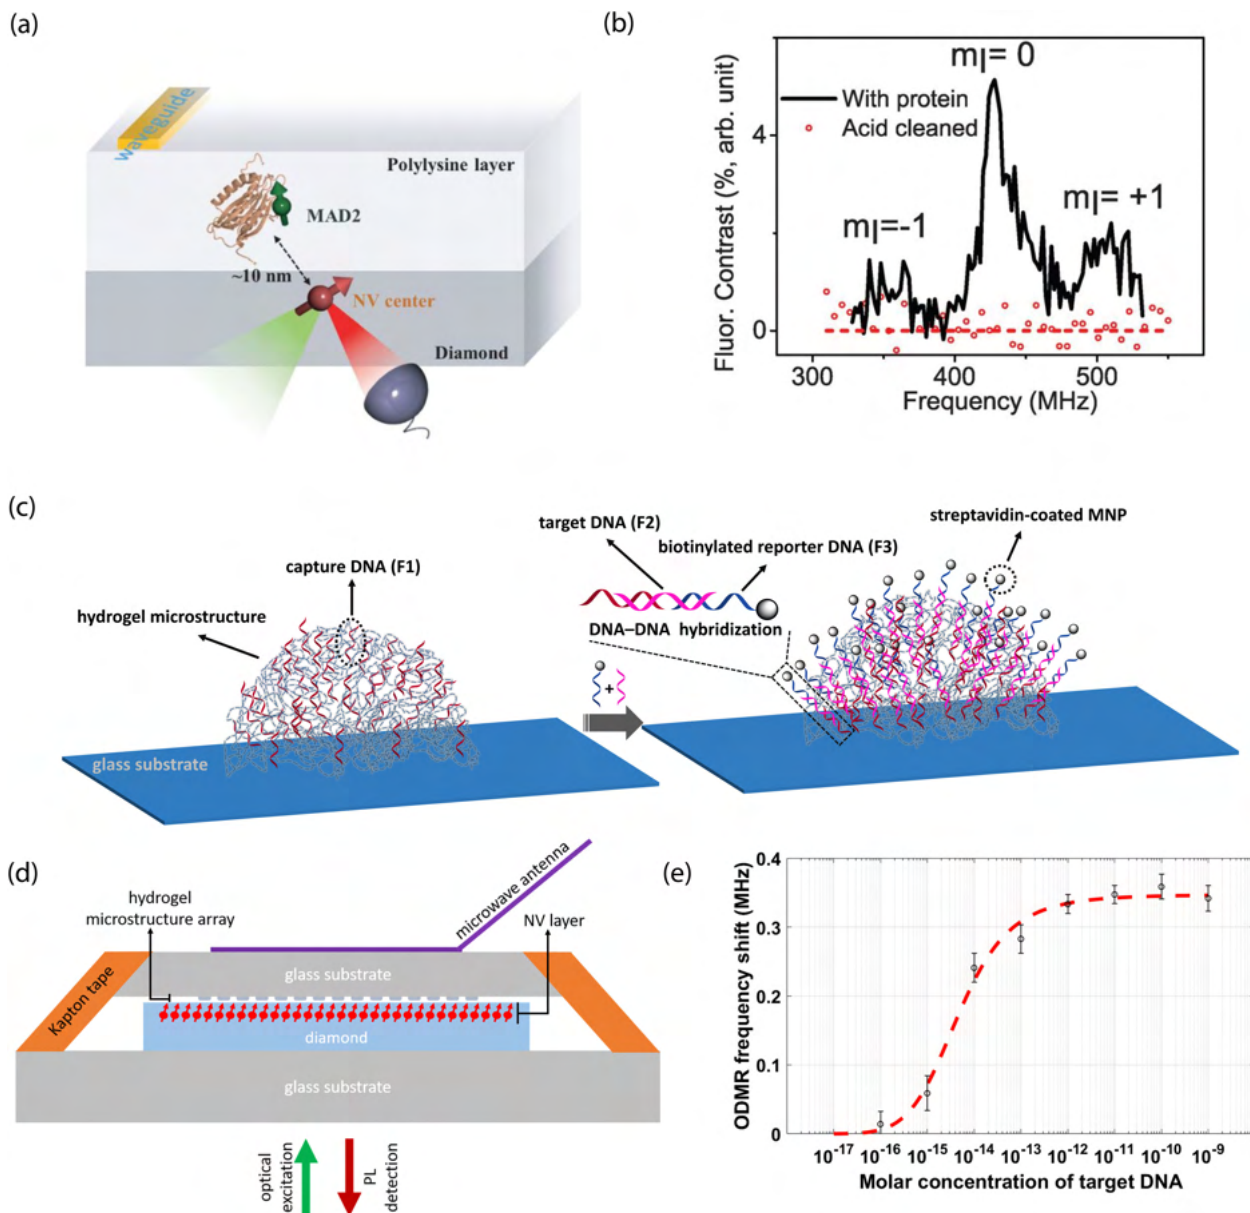 (a)
waveguide
Polylysine layer
MAD2
~10 nm
NV center
Diamond
(b)
Fluor. Contrast (%, arb. unit)
4
0
mI= 0
With protein
Acid cleaned
mI=-1
mI= +1
300
400
500
Frequency (MHz)
(c)
capture DNA (F1)
hydrogel microstructure
glass substrate
target DNA (F2)
biotinylated reporter DNA (F3)
streptavidin-coated MNP
DNA–DNA hybridization
+
(d)
hydrogel
microstructure array
microwave antenna
NV layer
Kapton tape
glass substrate
diamond
glass substrate
optical
excitation
PL
detection
(e)
ODMR frequency shift (MHz)
0.4
0.3
0.2
0.1
0
10-17
10-16
10-15
10-14
10-13
10-12
10-11
10-10
10-9
Molar concentration of target DNA